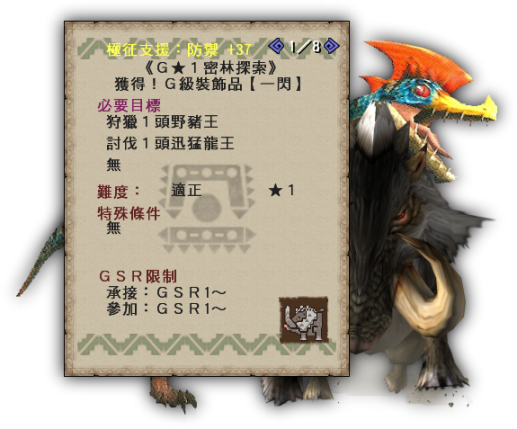 極征支援：防禦 +37
1／8
《Ｇ★１密林探索》
獲得！Ｇ級裝飾品【一閃】
必要目標
狩獵１頭野豬王
討伐１頭迅猛龍王
無
難度： 適正 ★１
特殊條件
無
ＧＳＲ限制
承接：ＧＳＲ1～
參加：ＧＳＲ1～